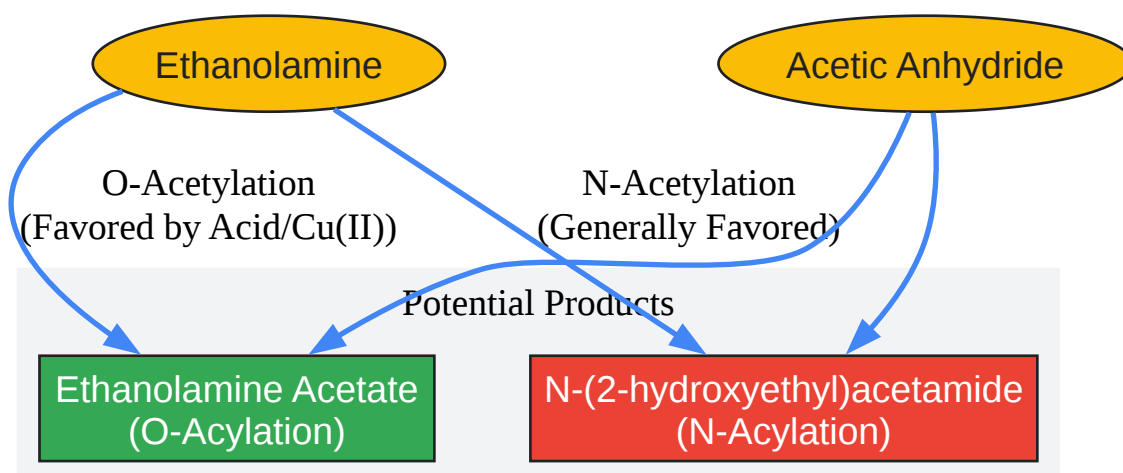 Ethanolamine
Acetic Anhydride
O-Acetylation
(Favored by Acid/Cu(II))
N-Acetylation
(Generally Favored)
Potential Products
Ethanolamine Acetate
(O-Acylation)
N-(2-hydroxyethyl)acetamide
(N-Acylation)